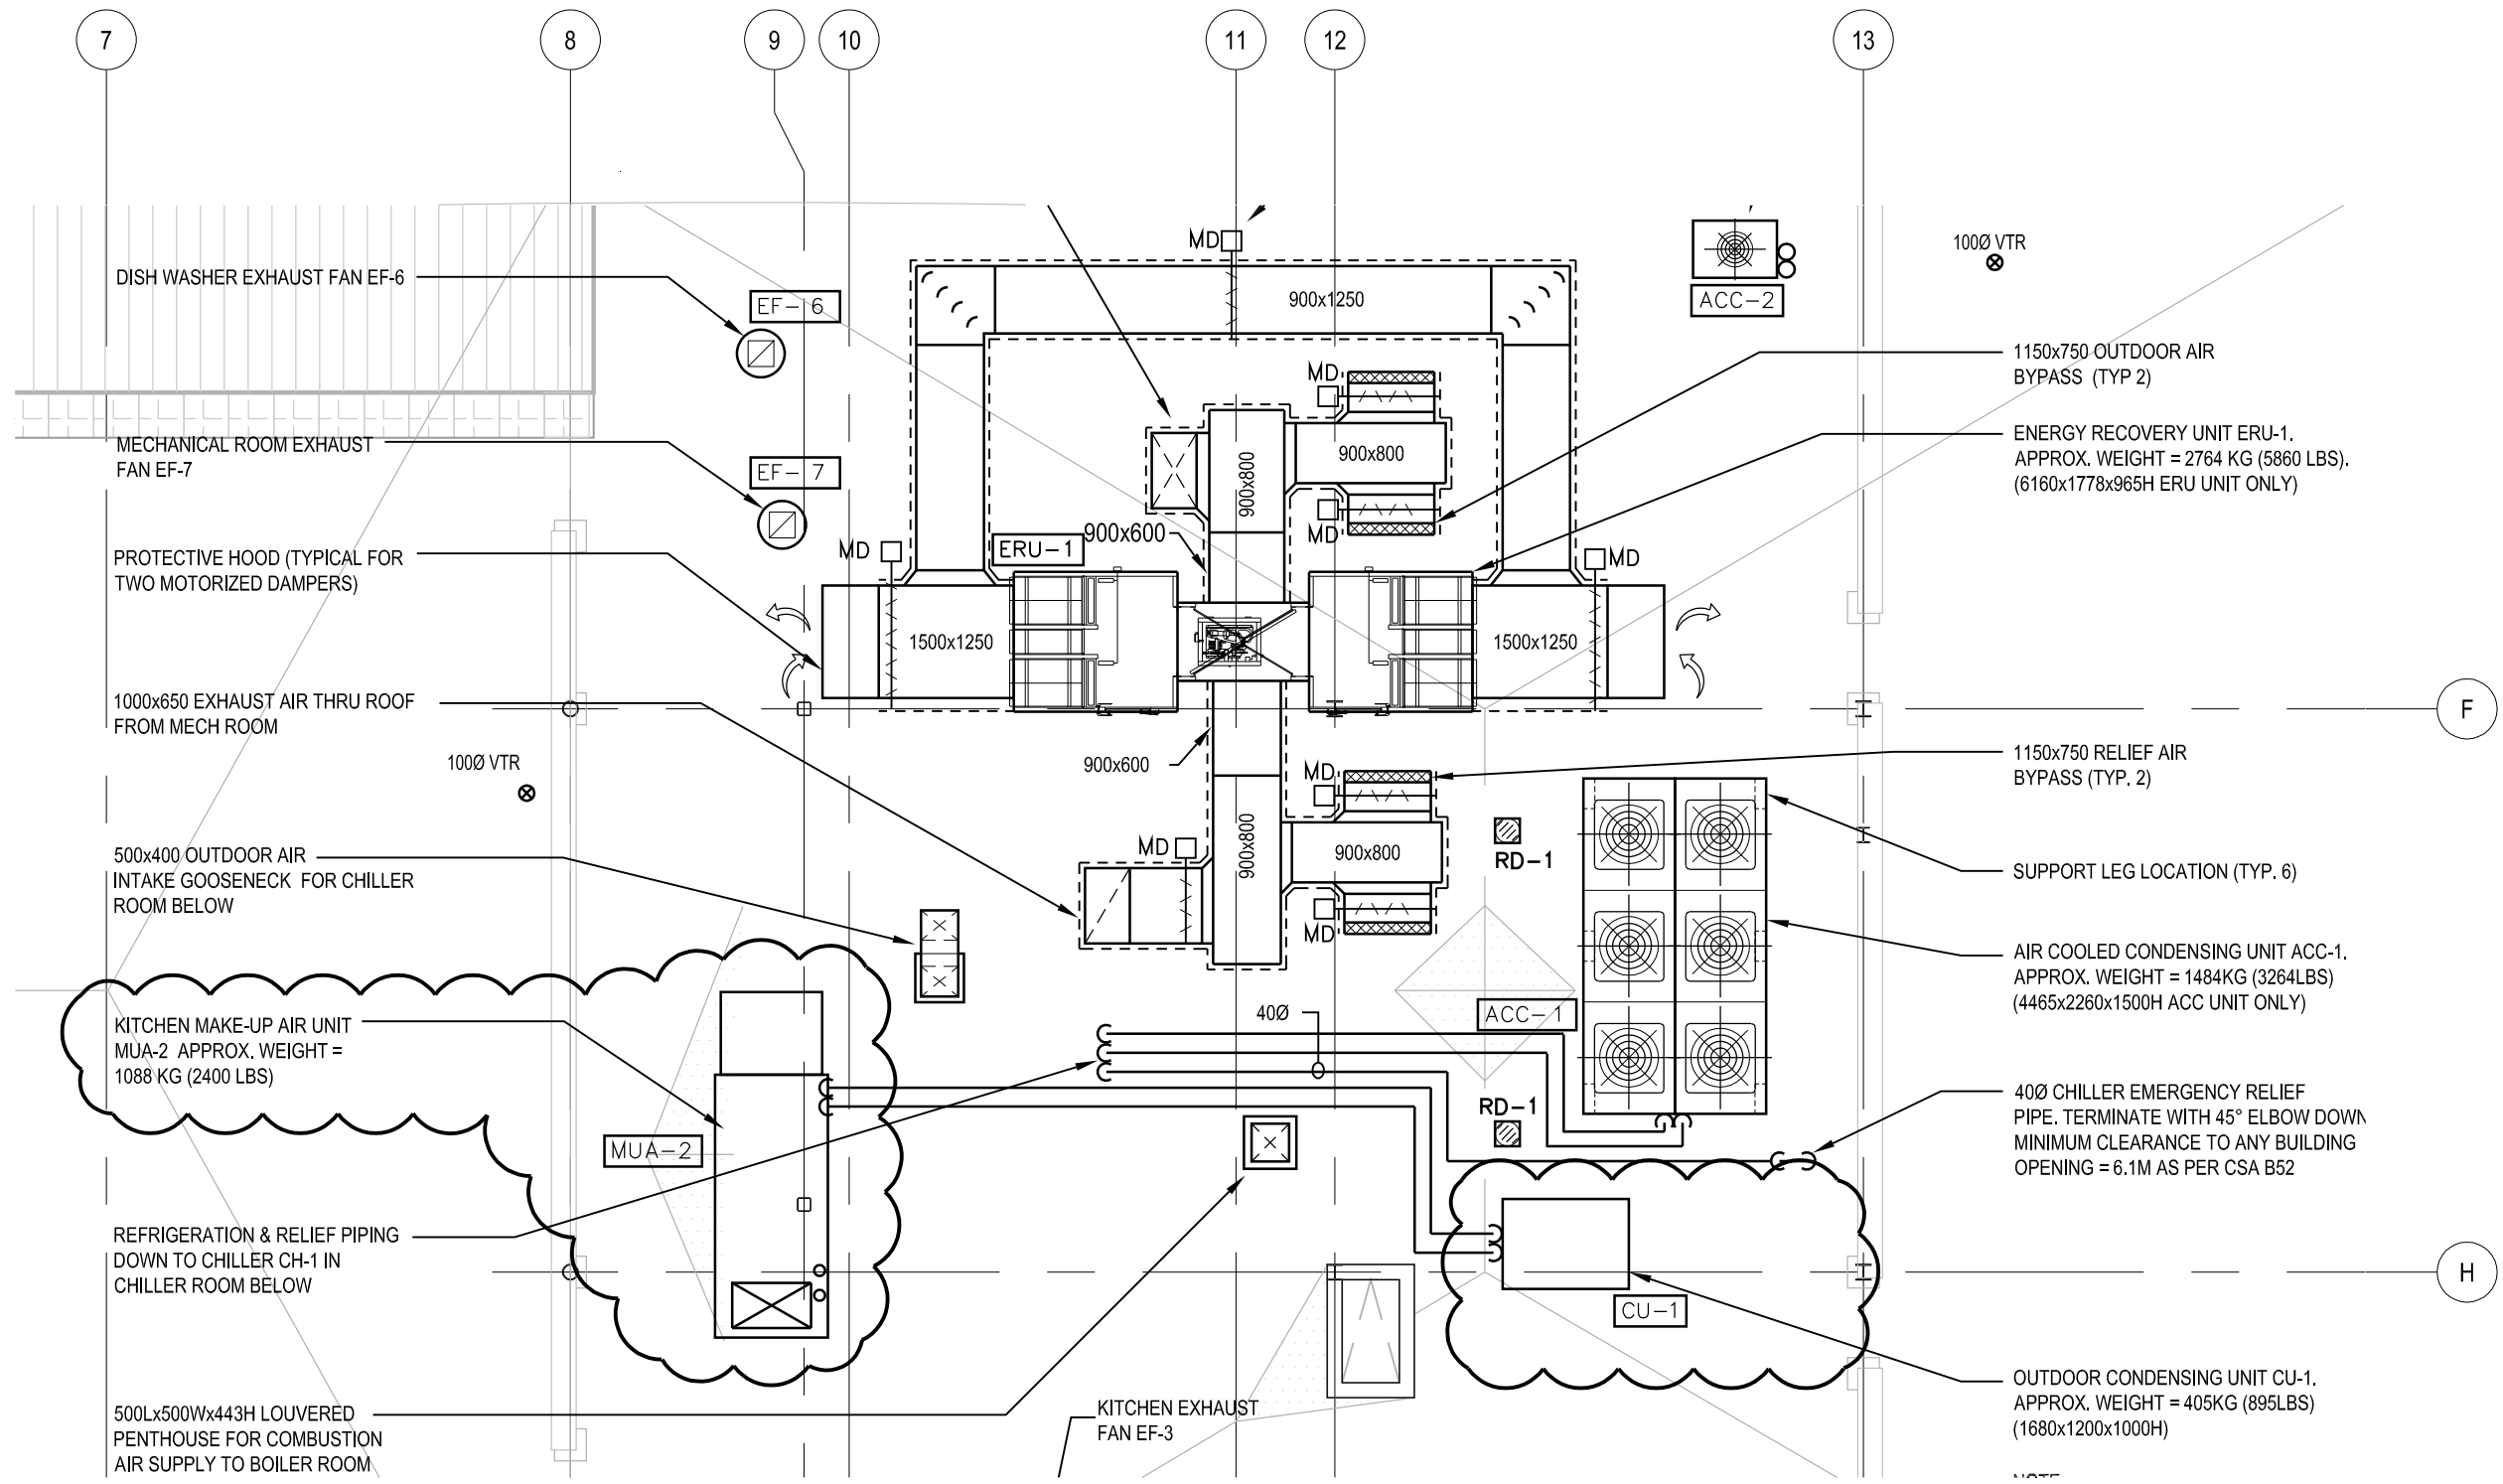 7
8
9
10
11
12
13
DISH WASHER EXHAUST FAN EF-6
EF-6
MD
900x1250
ACC-2
100Ø VTR
MECHANICAL ROOM EXHAUST
FAN EF-7
EF-7
MD
900x800
900x800
MD
1150x750 OUTDOOR AIR
BYPASS (TYP 2)
ENERGY RECOVERY UNIT ERU-1.
APPROX. WEIGHT = 2764 KG (5860 LBS).
(6160x1778x965H ERU UNIT ONLY)
PROTECTIVE HOOD (TYPICAL FOR
TWO MOTORIZED DAMPERS)
MD
ERU-1
900x600
MD
1500x1250
1500x1250
1000x650 EXHAUST AIR THRU ROOF
FROM MECH ROOM
F
100Ø VTR
900x600
MD
1150x750 RELIEF AIR
BYPASS (TYP. 2)
500x400 OUTDOOR AIR
INTAKE GOOSENECK FOR CHILLER
ROOM BELOW
MD
900x800
900x800
MD
RD-1
SUPPORT LEG LOCATION (TYP. 6)
AIR COOLED CONDENSING UNIT ACC-1.
APPROX. WEIGHT = 1484KG (3264LBS)
(4465x2260x1500H ACC UNIT ONLY)
KITCHEN MAKE-UP AIR UNIT
MUA-2 APPROX. WEIGHT =
1088 KG (2400 LBS)
40Ø
ACC-1
MUA-2
RD-1
40Ø CHILLER EMERGENCY RELIEF
PIPE. TERMINATE WITH 45° ELBOW DOWN
MINIMUM CLEARANCE TO ANY BUILDING
OPENING = 6.1M AS PER CSA B52
REFRIGERATION & RELIEF PIPING
DOWN TO CHILLER CH-1 IN
CHILLER ROOM BELOW
H
CU-1
500Lx500Wx443H LOUVERED
PENTHOUSE FOR COMBUSTION
AIR SUPPLY TO BOILER ROOM
KITCHEN EXHAUST
FAN EF-3
OUTDOOR CONDENSING UNIT CU-1.
APPROX. WEIGHT = 405KG (895LBS)
(1680x1200x1000H)